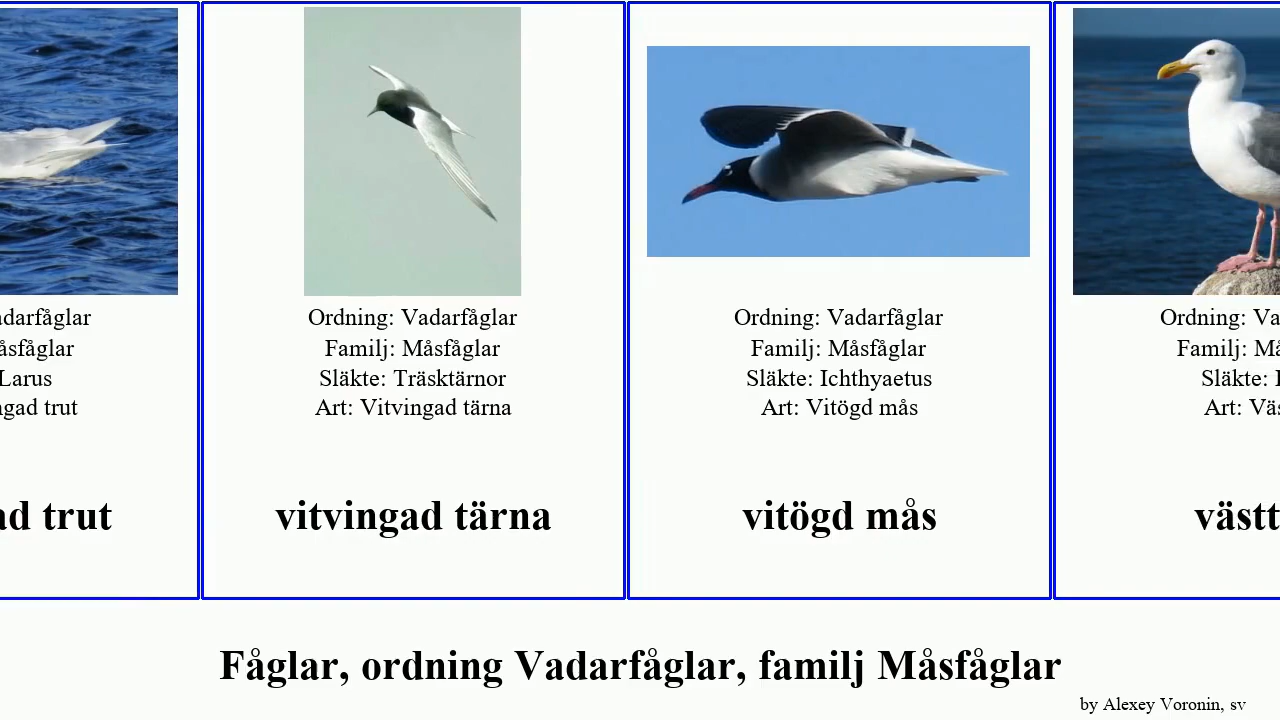 adarfåglar
åsfåglar
Larus
ngad trut
ad trut
Ordning: Vadarfåglar
Familj: Måsfåglar
Släkte: Träsktärnor
Art: Vitvingad tärna
vitvingad tärna
Ordning: Vadarfåglar
Familj: Måsfåglar
Släkte: Ichthyaetus
Art: Vitögd mås
vitögd mås
Ordning: Va
Familj: Må
Släkte:
Art: Väs
västt
Fåglar, ordning Vadarfåglar, familj Måsfåglar
by Alexey Voronin, sv